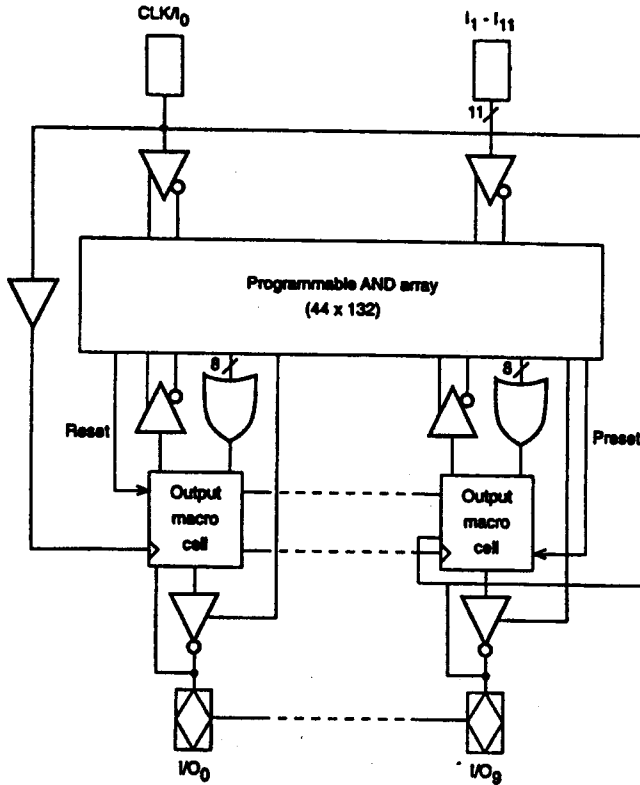 CLK/I0
I1 - I11
11
Programmable AND array
(44 x 132)
8
8
Reset
Preset
Output
macro
cell
Output
macro
cell
I/O0
I/O9